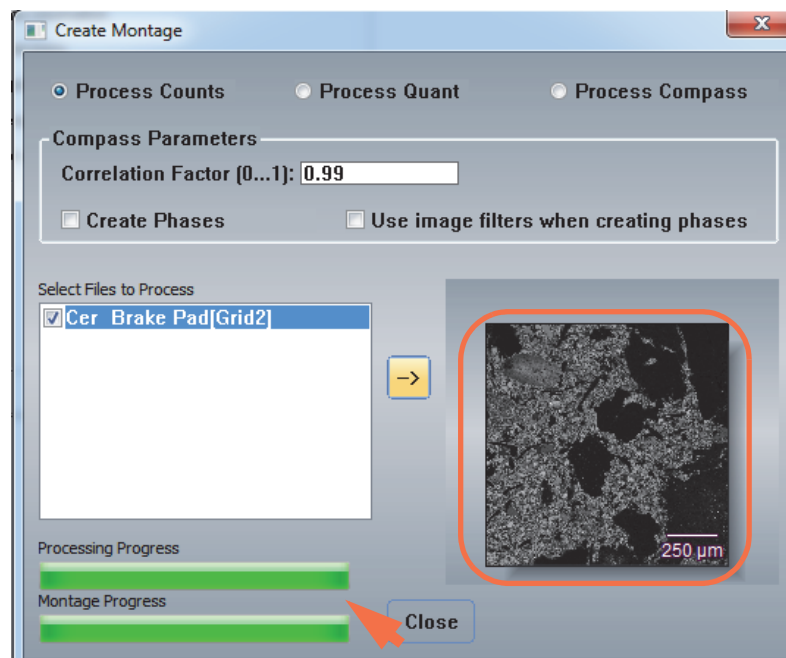 Create Montage
X
Process Counts Process Quant Process Compass
Compass Parameters
Correlation Factor (0...1): 0.99
Create Phases Use image filters when creating phases
Select Files to Process
Cer Brake Pad[Grid2]
-->
250 µm
Processing Progress
Montage Progress
Close